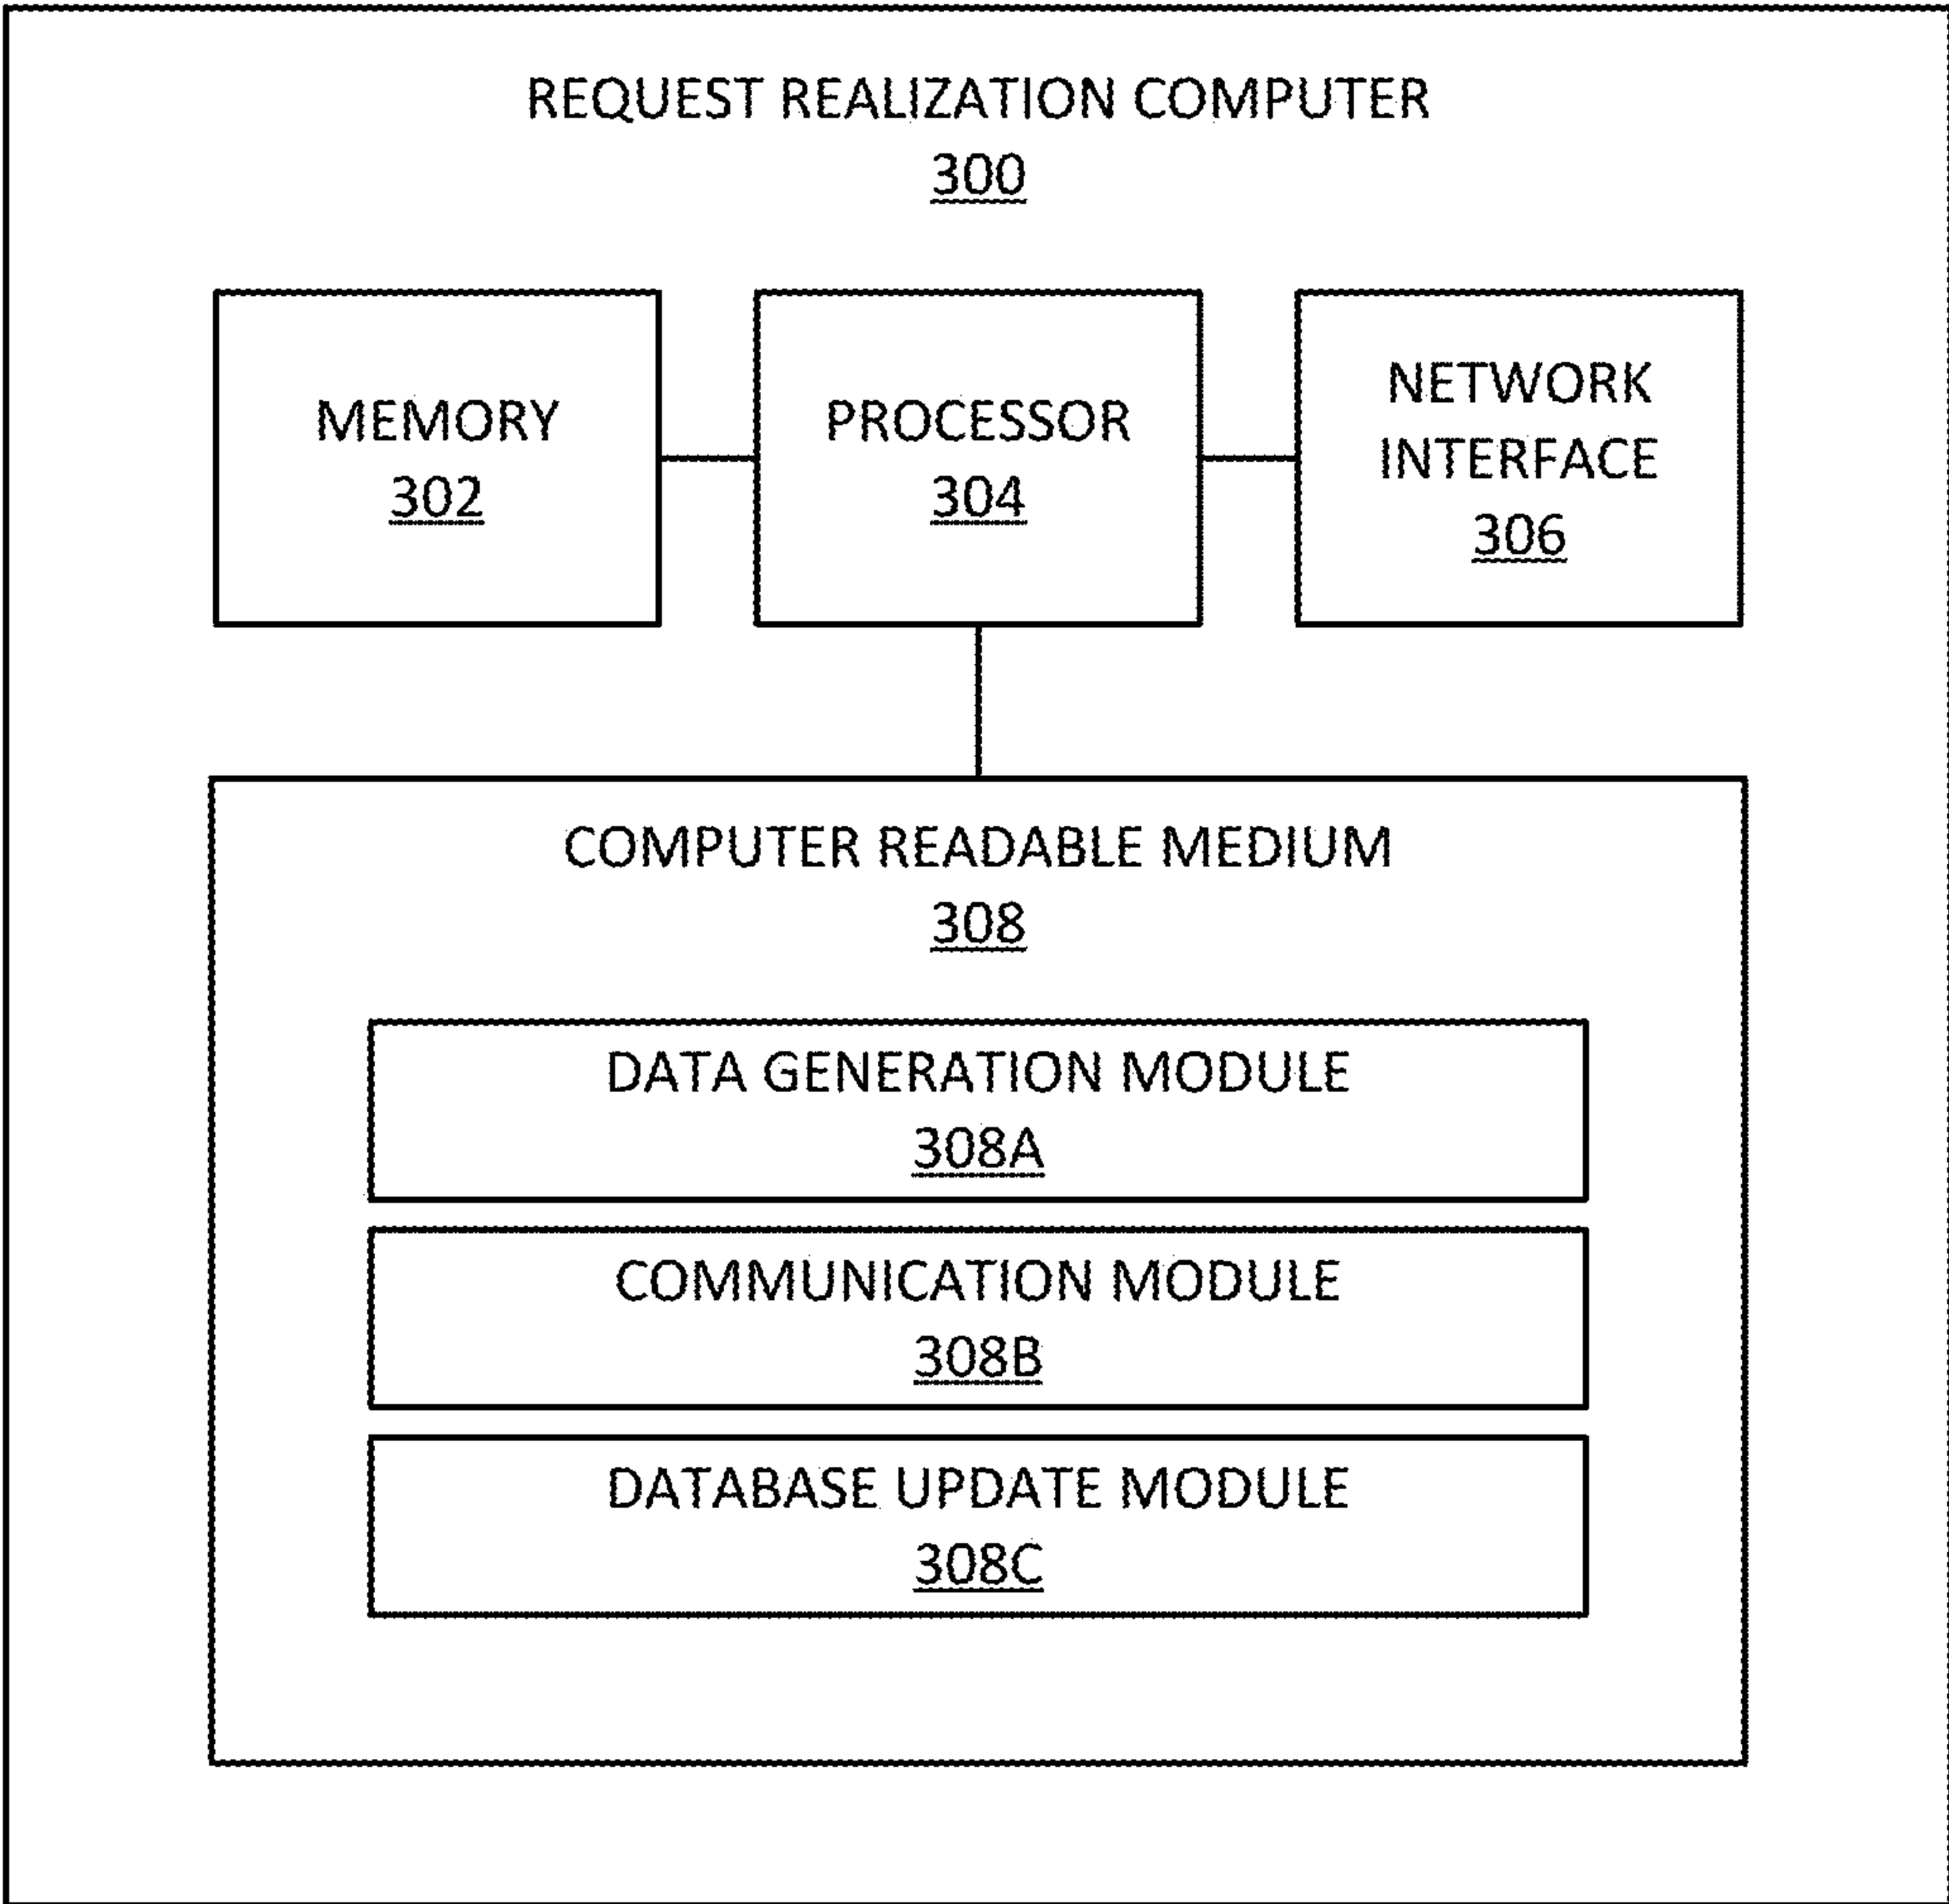 REQUEST REALIZATION COMPUTER
300
MEMORY
302
PROCESSOR
304
NETWORK
INTERFACE
306
COMPUTER READABLE MEDIUM
308
DATA GENERATION MODULE
308A
COMMUNICATION MODULE
308B
DATABASE UPDATE MODULE
308C